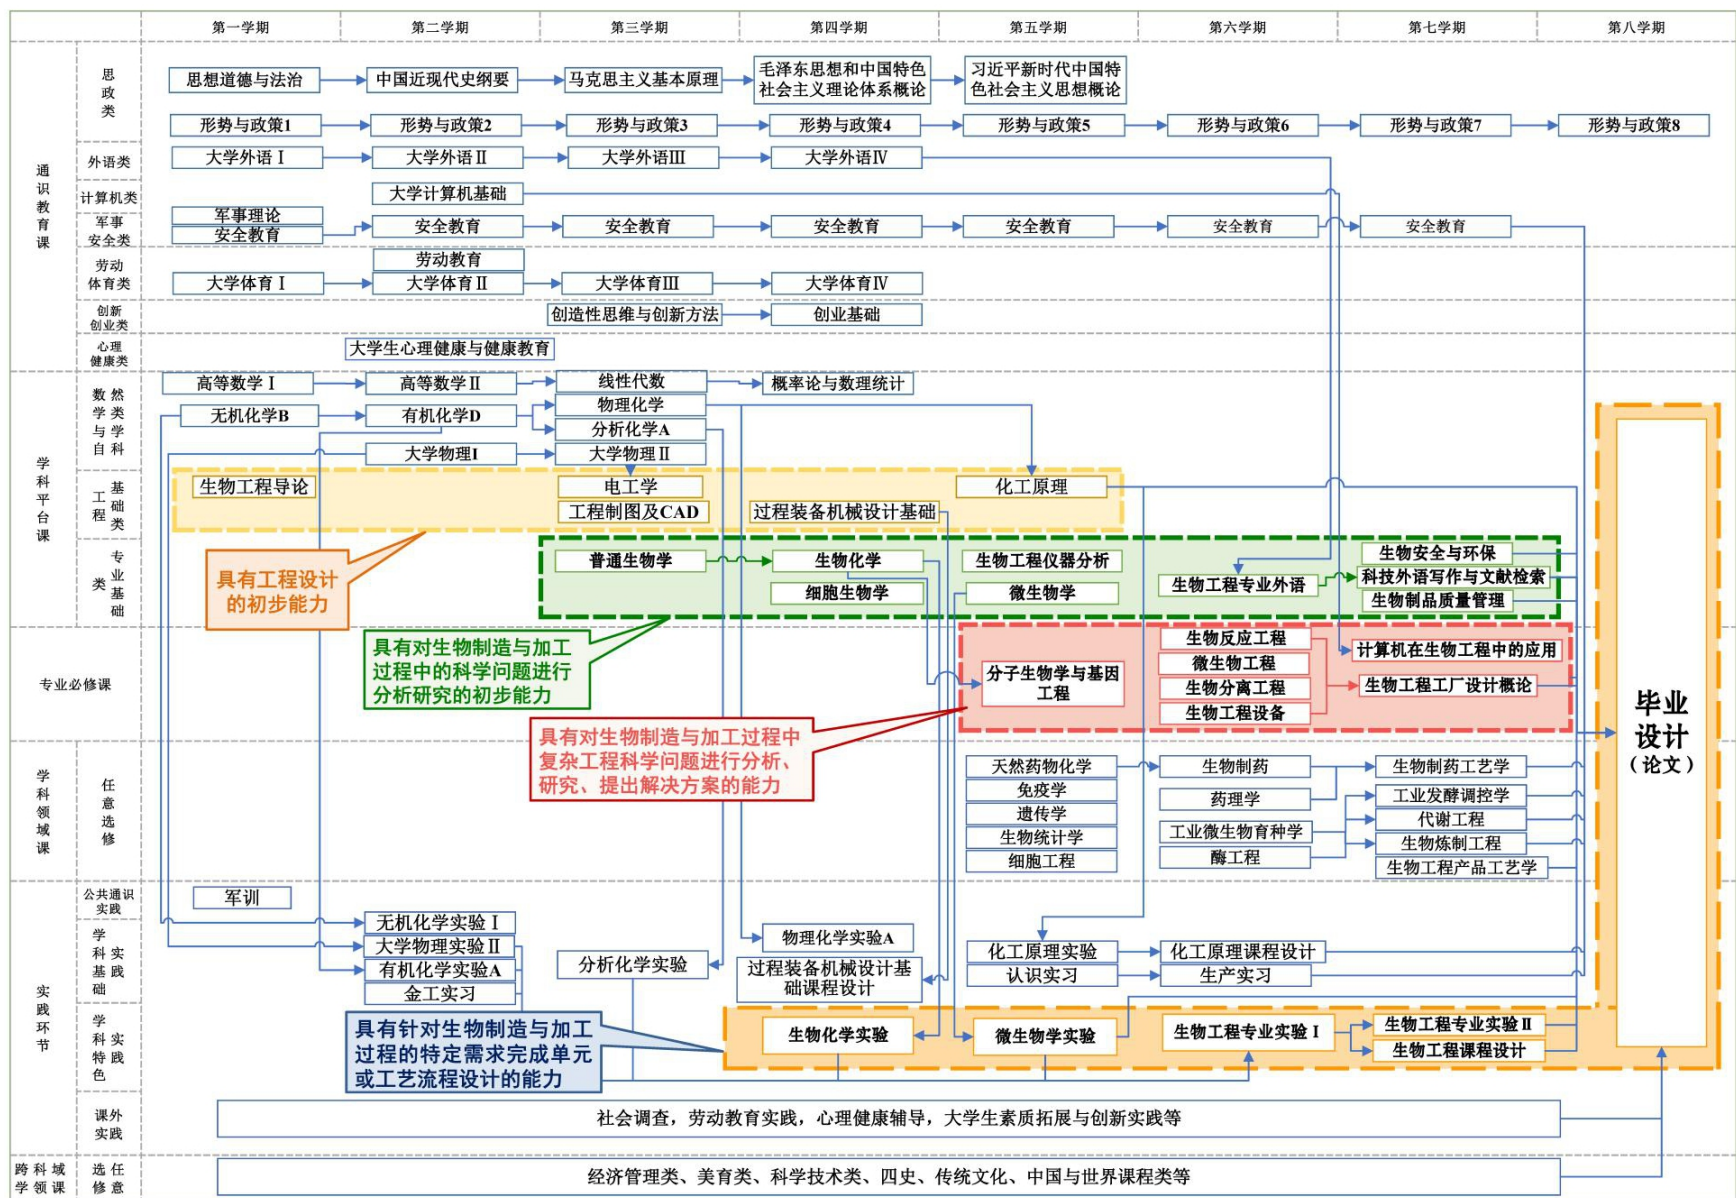 第一学期
第二学期
第三学期
第四学期
第五学期
第六学期
第七学期
第八学期
通识教育课
思政类
思想道德与法治
中国近现代史纲要
马克思主义基本原理
毛泽东思想和中国特色
社会主义理论体系概论
习近平新时代中国特
色社会主义思想概论
形势与政策1
形势与政策2
形势与政策3
形势与政策4
形势与政策5
形势与政策6
形势与政策7
形势与政策8
外语类
大学外语Ⅰ
大学外语Ⅱ
大学外语Ⅲ
大学外语Ⅳ
计算机类
大学计算机基础
军事
安全类
军事理论
安全教育
安全教育
安全教育
安全教育
安全教育
安全教育
安全教育
劳动
体育类
劳动教育
大学体育Ⅰ
大学体育Ⅱ
大学体育Ⅲ
大学体育Ⅳ
创新
创业类
创造性思维与创新方法
创业基础
心理
健康类
大学生心理健康与健康教育
学科平台课
数学与自
然类学科
高等数学Ⅰ
高等数学Ⅱ
线性代数
概率论与数理统计
无机化学B
有机化学D
物理化学
分析化学A
大学物理Ⅰ
大学物理Ⅱ
工程
基础类
生物工程导论
电工学
化工原理
工程制图及CAD
过程装备机械设计基础
具有工程设计
的初步能力
类
专业基础
普通生物学
生物化学
生物工程仪器分析
生物安全与环保
生物工程专业外语
科技外语写作与文献检索
细胞生物学
微生物学
生物制品质量管理
具有对生物制造与加工
过程中的科学问题进行
分析研究的初步能力
专业必修课
分子生物学与基因
工程
生物反应工程
微生物工程
生物分离工程
生物工程设备
计算机在生物工程中的应用
生物工程工厂设计概论
具有对生物制造与加工过程中
复杂工程科学问题进行分析、
研究、提出解决方案的能力
毕业
设计
（论文）
学科领域课
任意选修
天然药物化学
生物制药
生物制药工艺学
免疫学
药理学
工业发酵调控学
遗传学
代谢工程
生物统计学
工业微生物育种学
生物炼制工程
细胞工程
酶工程
生物工程产品工艺学
实践环节
公共通识
实践
军训
学科基础
实践
无机化学实验Ⅰ
大学物理实验Ⅱ
有机化学实验A
金工实习
分析化学实验
物理化学实验A
过程装备机械设计基
础课程设计
化工原理实验
化工原理课程设计
认识实习
生产实习
学科特色
实践
具有针对生物制造与加工
过程的特定需求完成单元
或工艺流程设计的能力
生物化学实验
微生物学实验
生物工程专业实验Ⅰ
生物工程专业实验Ⅱ
生物工程课程设计
课外
实践
社会调查，劳动教育实践，心理健康辅导，大学生素质拓展与创新实践等
跨科域
学领课
选任
修意
经济管理类、美育类、科学技术类、四史、传统文化、中国与世界课程类等